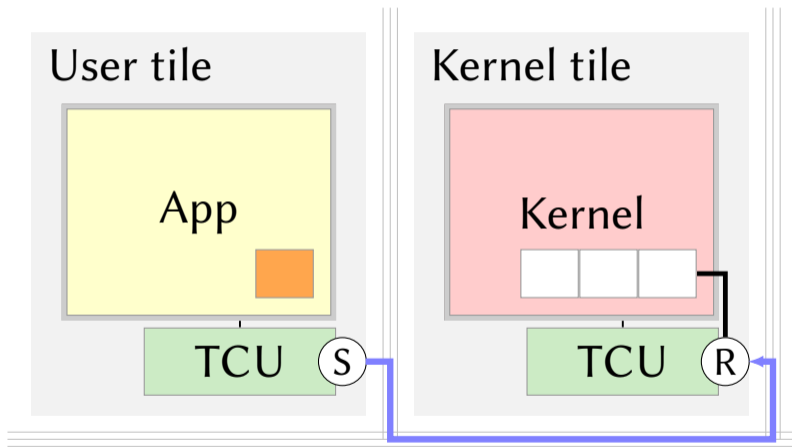 User tile
App
TCU
S
Kernel tile
Kernel
TCU
R